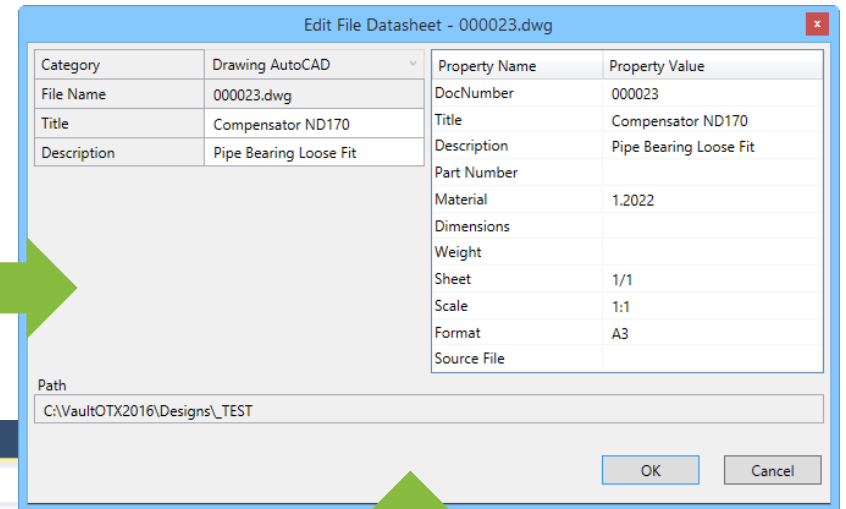 Edit File Datasheet - 000023.dwg
x
Category Drawing AutoCAD
File Name 000023.dwg
Title Compensator ND170
Description Pipe Bearing Loose Fit
Property Name Property Value
DocNumber 000023
Title Compensator ND170
Description Pipe Bearing Loose Fit
Part Number
Material 1.2022
Dimensions
Weight
Sheet 1/1
Scale 1:1
Format A3
Source File
Path
C:\VaultOTX2016\Designs\_TEST
OK Cancel